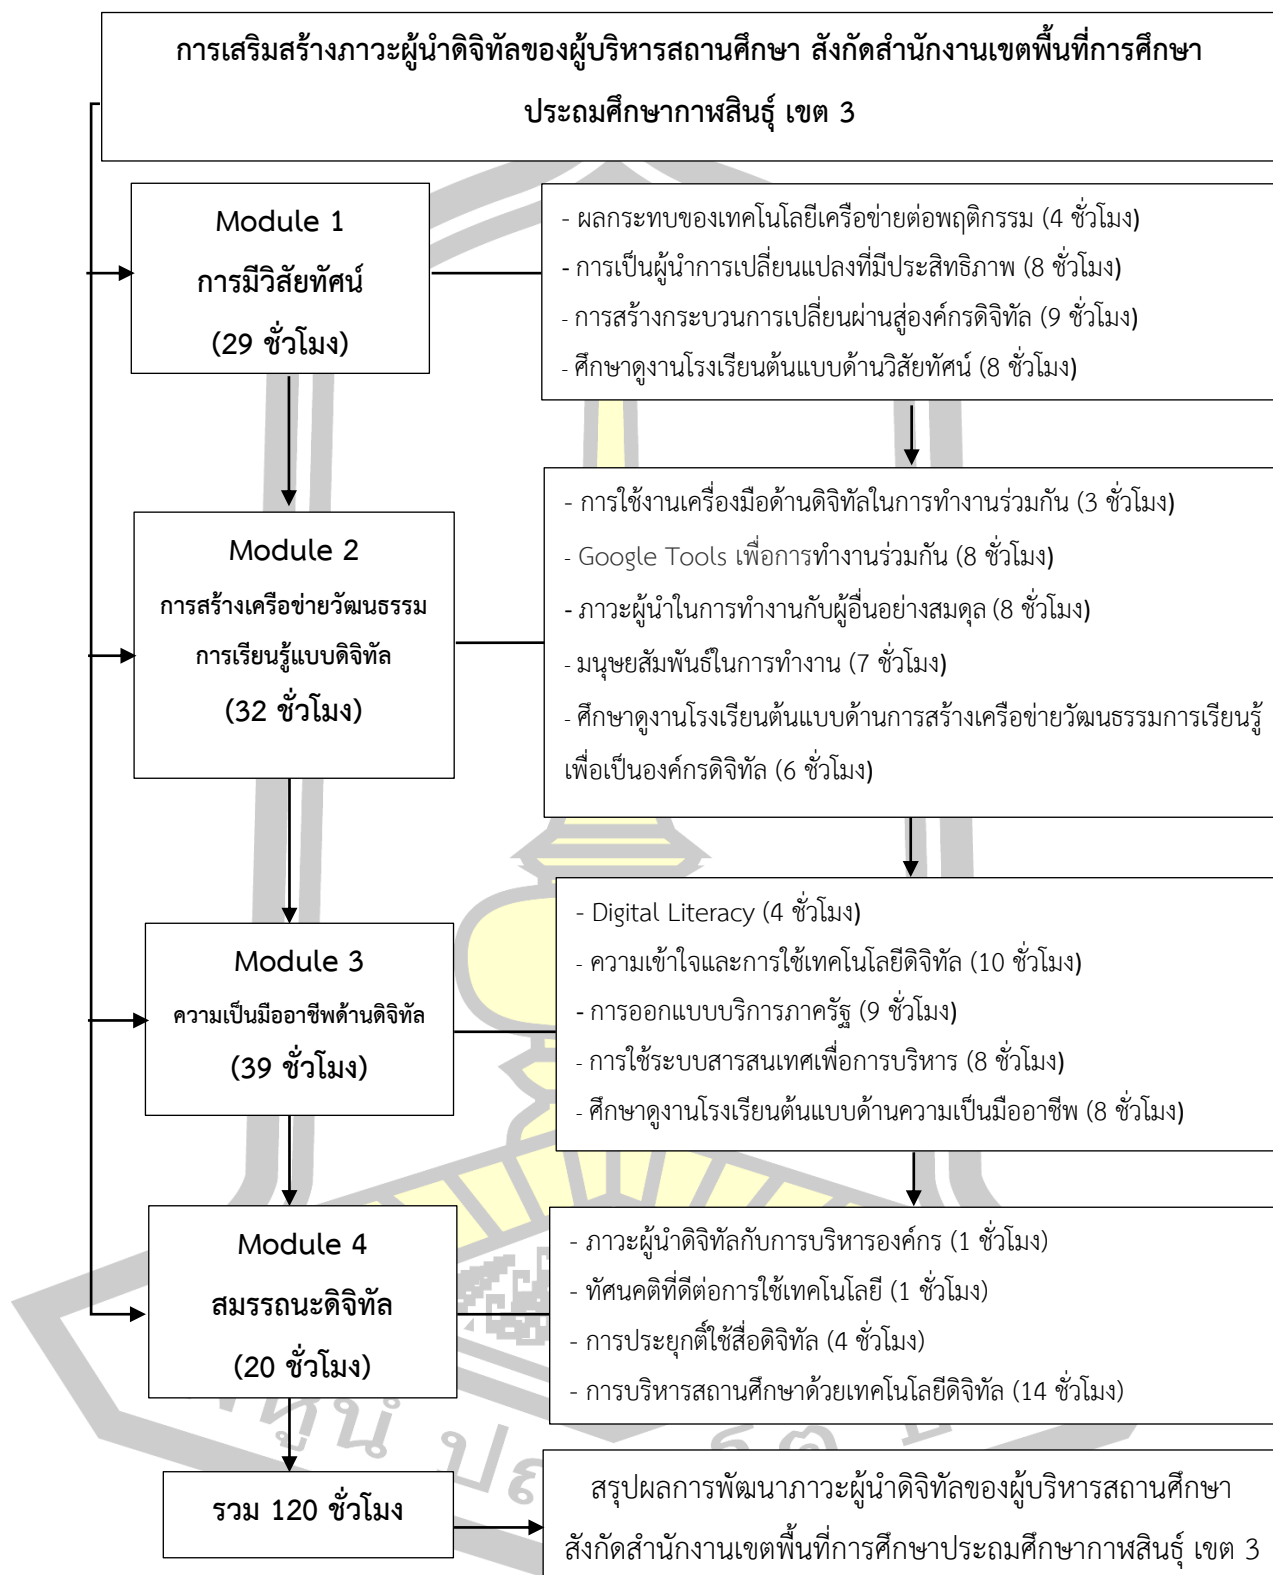 การเสริมสร้างภาวะผู้นำดิจิทัลของผู้บริหารสถานศึกษา สังกัดสำนักงานเขตพื้นที่การศึกษา
ประถมศึกษากาฬสินธุ์ เขต 3
Module 1
การมีวิสัยทัศน์
(29 ชั่วโมง)
- ผลกระทบของเทคโนโลยีเครือข่ายต่อพฤติกรรม (4 ชั่วโมง)
- การเป็นผู้นำการเปลี่ยนแปลงที่มีประสิทธิภาพ (8 ชั่วโมง)
- การสร้างกระบวนการเปลี่ยนผ่านสู่องค์กรดิจิทัล (9 ชั่วโมง)
- ศึกษาดูงานโรงเรียนต้นแบบด้านวิสัยทัศน์ (8 ชั่วโมง)
Module 2
การสร้างเครือข่ายวัฒนธรรม
การเรียนรู้แบบดิจิทัล
(32 ชั่วโมง)
- การใช้งานเครื่องมือด้านดิจิทัลในการทำงานร่วมกัน (3 ชั่วโมง)
- Google Tools เพื่อการทำงานร่วมกัน (8 ชั่วโมง)
- ภาวะผู้นำในการทำงานกับผู้อื่นอย่างสมดุล (8 ชั่วโมง)
- มนุษยสัมพันธ์ในการทำงาน (7 ชั่วโมง)
- ศึกษาดูงานโรงเรียนต้นแบบด้านการสร้างเครือข่ายวัฒนธรรมการเรียนรู้
เพื่อเป็นองค์กรดิจิทัล (6 ชั่วโมง)
Module 3
ความเป็นมืออาชีพด้านดิจิทัล
(39 ชั่วโมง)
- Digital Literacy (4 ชั่วโมง)
- ความเข้าใจและการใช้เทคโนโลยีดิจิทัล (10 ชั่วโมง)
- การออกแบบบริการภาครัฐ (9 ชั่วโมง)
- การใช้ระบบสารสนเทศเพื่อการบริหาร (8 ชั่วโมง)
- ศึกษาดูงานโรงเรียนต้นแบบด้านความเป็นมืออาชีพ (8 ชั่วโมง)
Module 4
สมรรถนะดิจิทัล
(20 ชั่วโมง)
- ภาวะผู้นำดิจิทัลกับการบริหารองค์กร (1 ชั่วโมง)
- ทัศนคติที่ดีต่อการใช้เทคโนโลยี (1 ชั่วโมง)
- การประยุกต์ใช้สื่อดิจิทัล (4 ชั่วโมง)
- การบริหารสถานศึกษาด้วยเทคโนโลยีดิจิทัล (14 ชั่วโมง)
รวม 120 ชั่วโมง
สรุปผลการพัฒนาภาวะผู้นำดิจิทัลของผู้บริหารสถานศึกษา
สังกัดสำนักงานเขตพื้นที่การศึกษาประถมศึกษากาฬสินธุ์ เขต 3